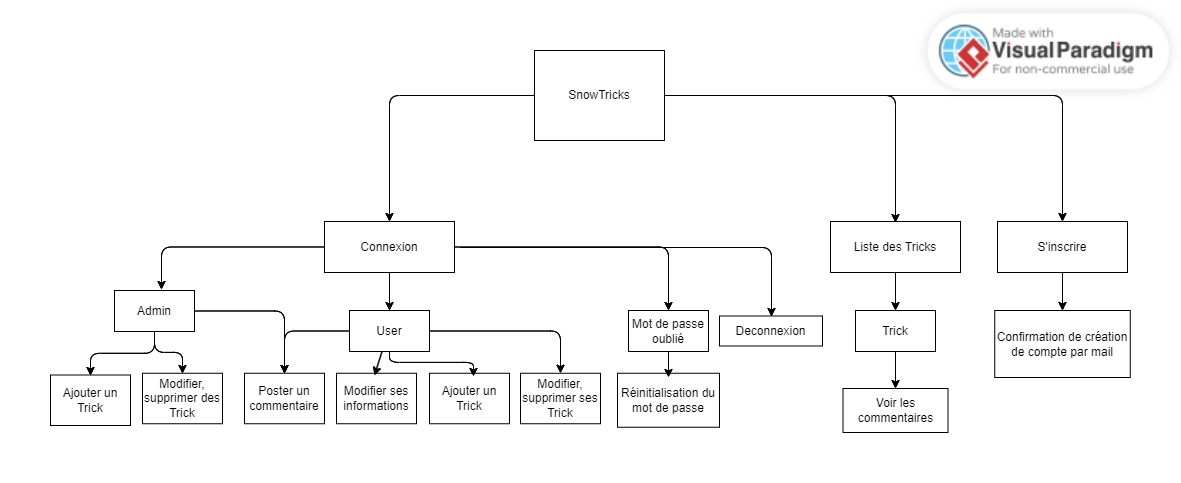 Made with
Visual Paradigm
For non-commercial use
SnowTricks
Connexion
Liste des Tricks
S'inscrire
Admin
User
Mot de passe
oublié
Deconnexion
Trick
Confirmation de création
de compte par mail
Ajouter un
Trick
Modifier,
supprimer des
Trick
Poster un
commentaire
Modifier ses
informations
Ajouter un
Trick
Modifier,
supprimer ses
Trick
Réinitialisation du
mot de passe
Voir les
commentaires